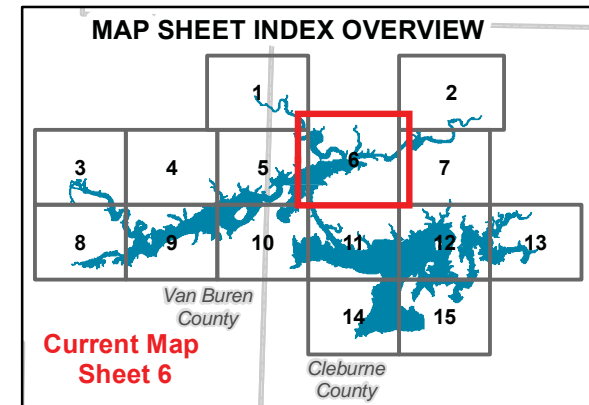 MAP SHEET INDEX OVERVIEW
1
2
3
4
5
6
7
8
9
10
11
12
13
Van Buren
County
14
15
Current Map
Sheet 6
Cleburne
County